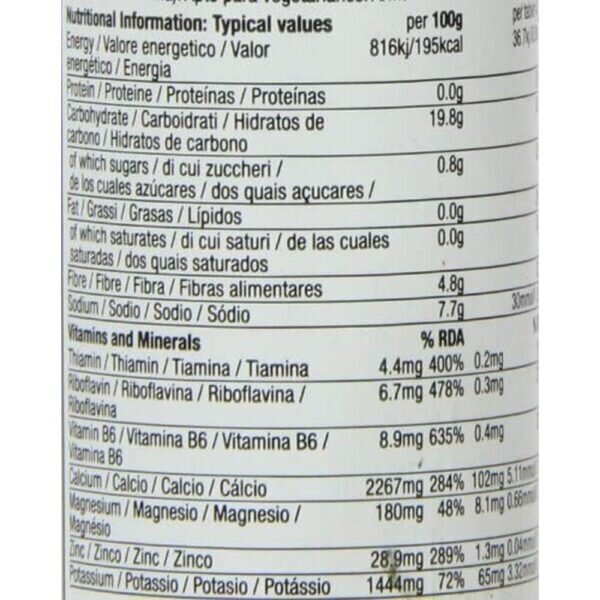 para vegetarianos
Nutritional Information: Typical values per 100g per
Energy / Valore energetico / Valor 816kj/195kcal
energético / Energia
Protein / Proteine / Proteínas / Proteínas 0.0g
Carbohydrate / Carboidrati / Hidratos de 19.8g
carbono / Hidratos de carbono
of which sugars / di cui zuccheri / 0.8g
de los cuales azúcares / dos quais açucares /
Fat / Grassi / Grasas / Lípidos 0.0g
of which saturates / di cui saturi / de las cuales 0.0g
saturadas / dos quais saturados
Fibre / Fibre / Fibra / Fibras alimentares 4.8g
Sodium / Sodio / Sodio / Sódio 7.7g
Vitamins and Minerals % RDA
Thiamin / Thiamin / Tiamina / Tiamina 4.4mg 400% 0.2mg
Riboflavin / Riboflavina / Riboflavina / 6.7mg 478% 0.3mg
Riboflavina
Vitamin B6 / Vitamina B6 / Vitamina B6 / 8.9mg 635% 0.4mg
Vitamina B6
Calcium / Calcio / Calcio / Cálcio 2267mg 284% 102mg
Magnesium / Magnesio / Magnesio / 180mg 48% 8.1mg
Magnésio
Zinc / Zinco / Zinc / Zinco 28.9mg 289% 1.3mg
Potassium / Potassio / Potasio / Potássio 1444mg 72% 65mg